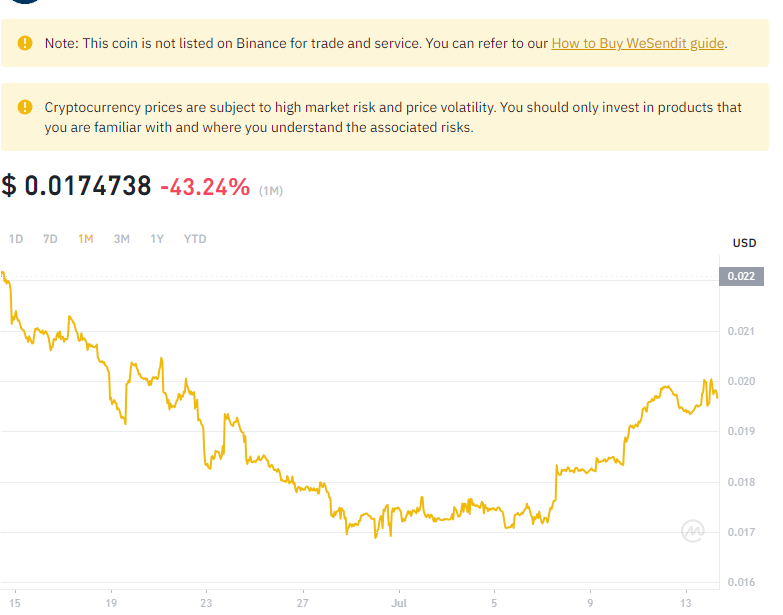 Note: This coin is not listed on Binance for trade and service. You can refer to our How to Buy WeSendit guide.
Cryptocurrency prices are subject to high market risk and price volatility. You should only invest in products that
you are familiar with and where you understand the associated risks.
$ 0.0174738 -43.24% (1M)
1D 7D 1M 3M 1Y YTD
USD
0.022
0.021
0.020
0.019
0.018
0.017
0.016
15 19 23 27 Jul 5 9 13